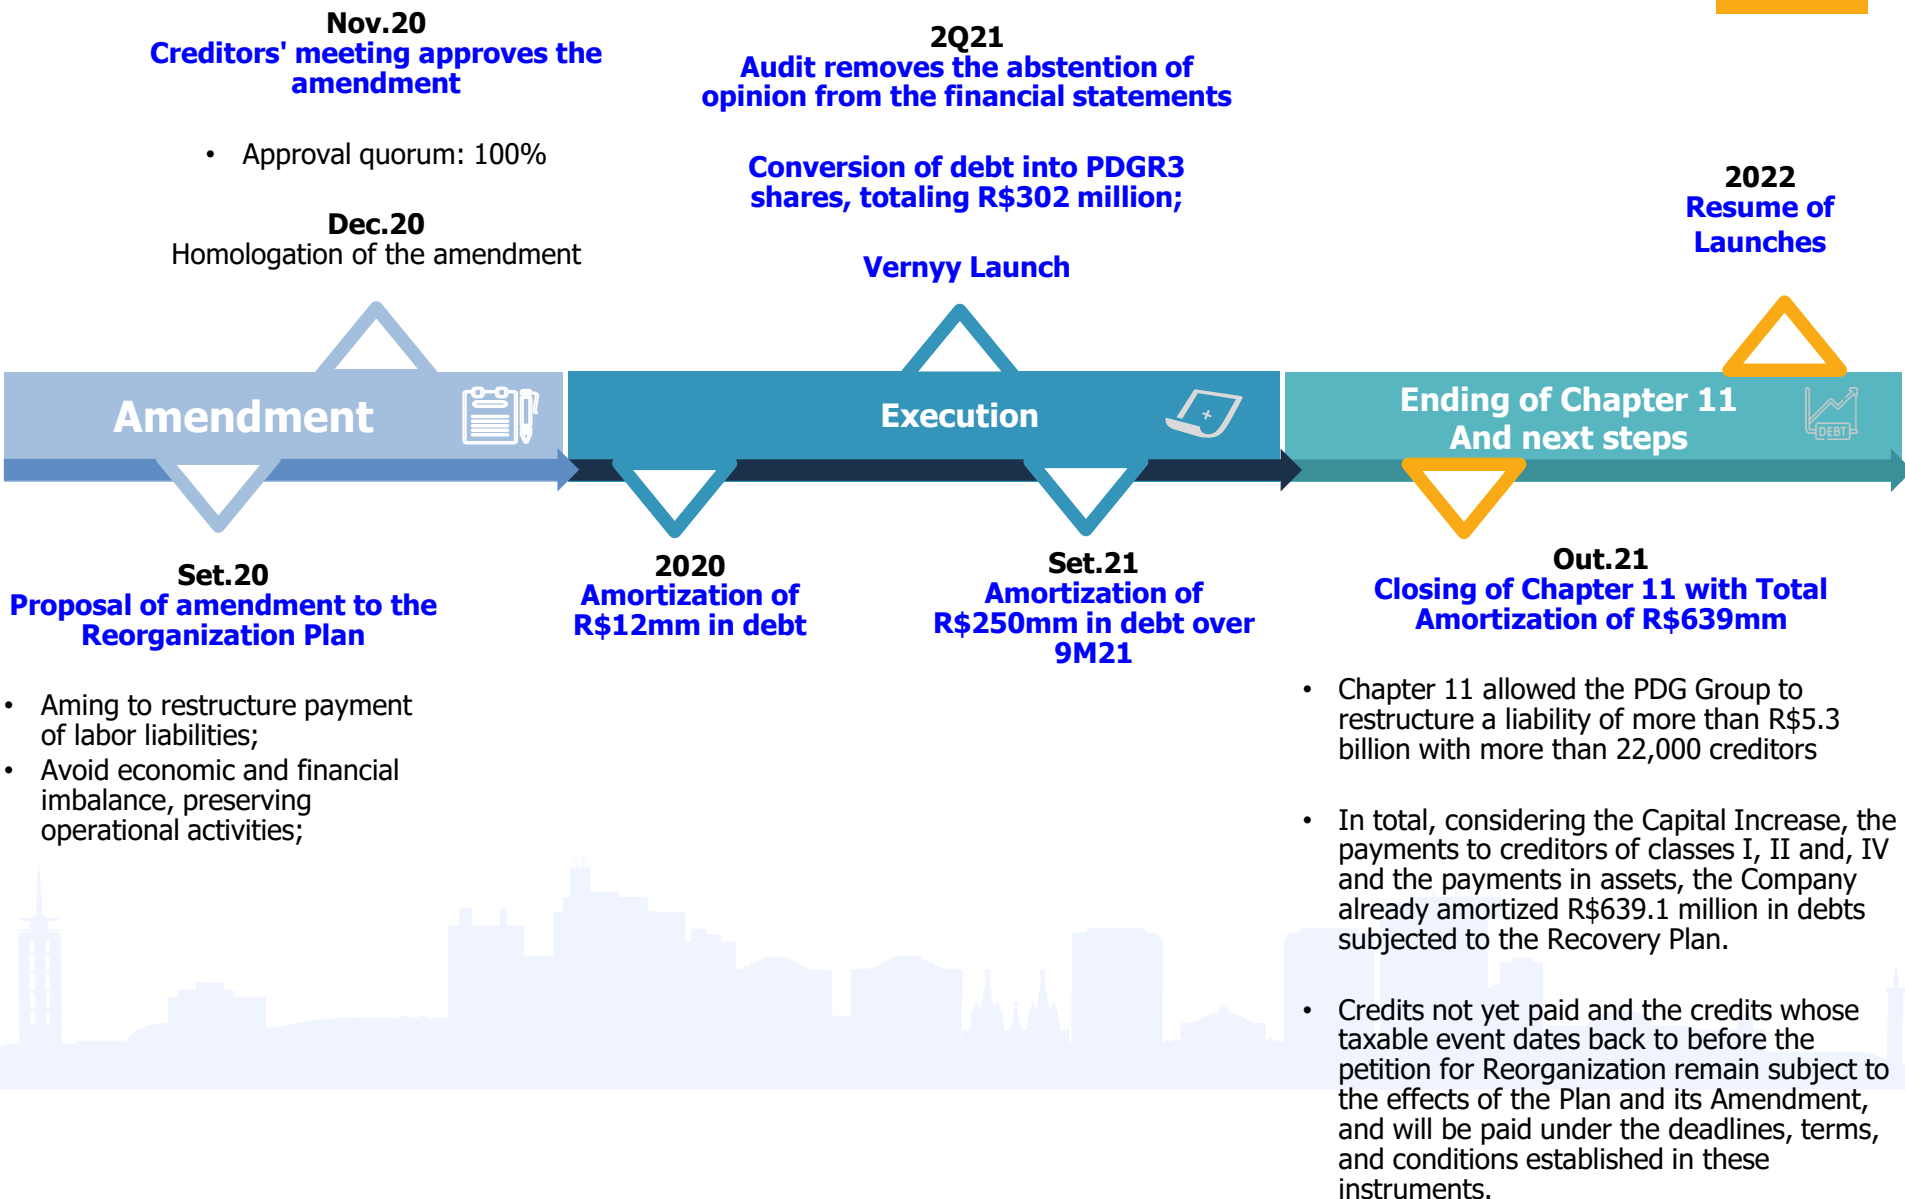 Nov.20
Creditors' meeting approves the
amendment
• Approval quorum: 100%
Dec.20
Homologation of the amendment
2Q21
Audit removes the abstention of
opinion from the financial statements
Conversion of debt into PDGR3
shares, totaling R$302 million;
Vernyy Launch
2022
Resume of
Launches
Amendment
Execution
Ending of Chapter 11
And next steps
DEBT
Set.20
Proposal of amendment to the
Reorganization Plan
• Aming to restructure payment
of labor liabilities;
• Avoid economic and financial
imbalance, preserving
operational activities;
2020
Amortization of
R$12mm in debt
Set.21
Amortization of
R$250mm in debt over
9M21
Out.21
Closing of Chapter 11 with Total
Amortization of R$639mm
• Chapter 11 allowed the PDG Group to
restructure a liability of more than R$5.3
billion with more than 22,000 creditors
• In total, considering the Capital Increase, the
payments to creditors of classes I, II and, IV
and the payments in assets, the Company
already amortized R$639.1 million in debts
subjected to the Recovery Plan.
• Credits not yet paid and the credits whose
taxable event dates back to before the
petition for Reorganization remain subject to
the effects of the Plan and its Amendment,
and will be paid under the deadlines, terms,
and conditions established in these
instruments.